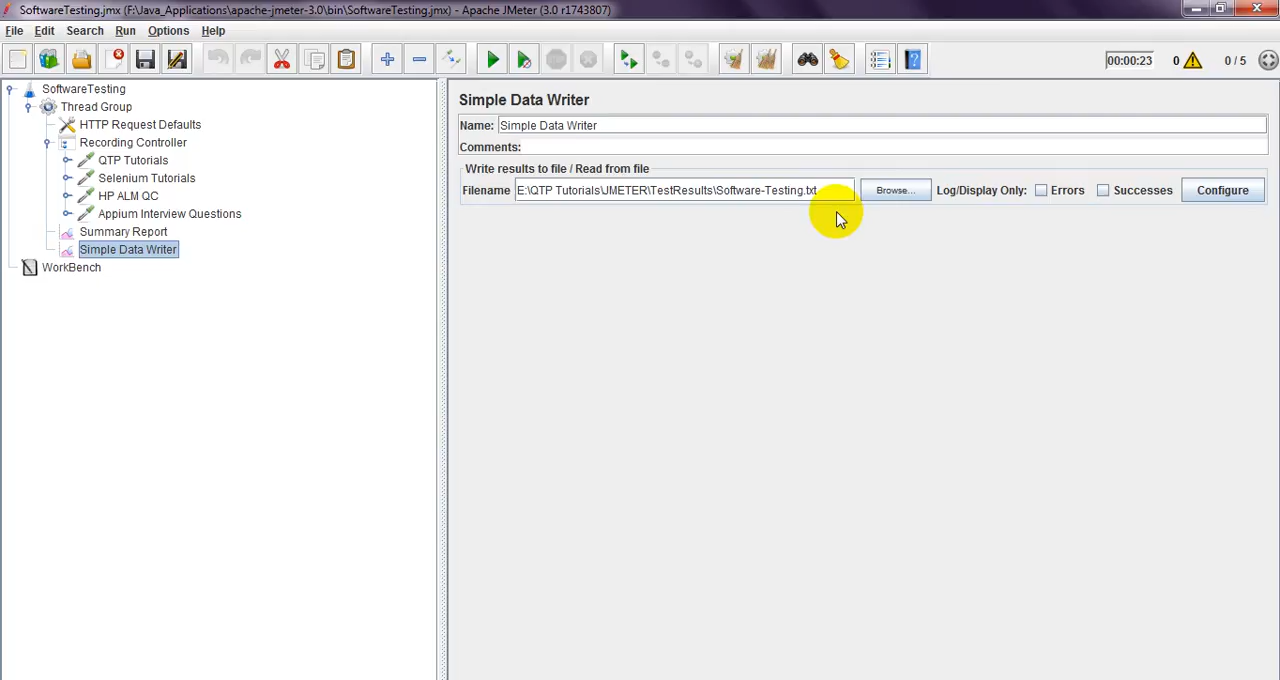 SoftwareTesting.jmx (F:\Java_Applications\apache-jmeter-3.0\bin\SoftwareTesting.jmx) - Apache JMeter (3.0 r1743807)
File Edit Search Run Options Help
00:00:23 0 0 / 5
SoftwareTesting
Thread Group
HTTP Request Defaults
Recording Controller
QTP Tutorials
Selenium Tutorials
HP ALM QC
Appium Interview Questions
Summary Report
Simple Data Writer
WorkBench
Simple Data Writer
Name: Simple Data Writer
Comments:
Write results to file / Read from file
Filename E:\QTP Tutorials\JMETER\TestResults\Software-Testing.txt Browse... Log/Display Only: Errors Successes Configure